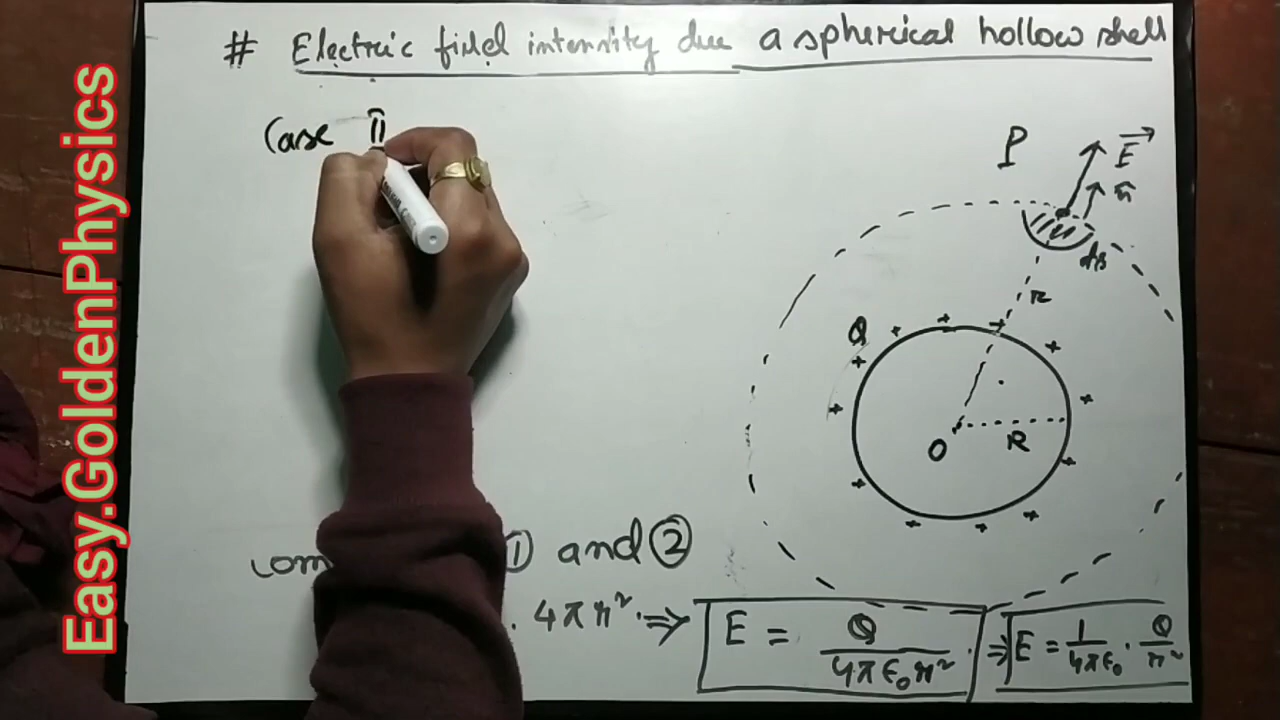 Easy.GoldenPhysics
# Electric field intensity due a spherical hollow shell
Case II
P
E
n̂
ds
r
Q
+ + + + + + + + + + + + +
O
R
① and ②
. 4πr² ⇒ E = Q / 4πϵ₀r² . ⇒ E = 1/4πϵ₀ · Q/r²